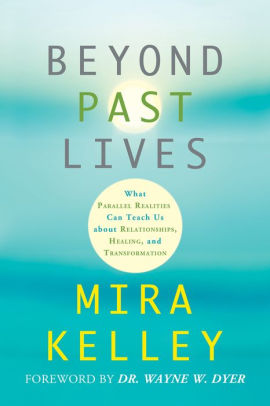 BEYOND
PAST
LIVES
What
PARALLEL REALITIES
Can TEACH US
about RELATIONSHIPS,
HEALING, and
TRANSFORMATION
MIRA
KELLEY
FOREWORD BY DR. WAYNE W. DYER